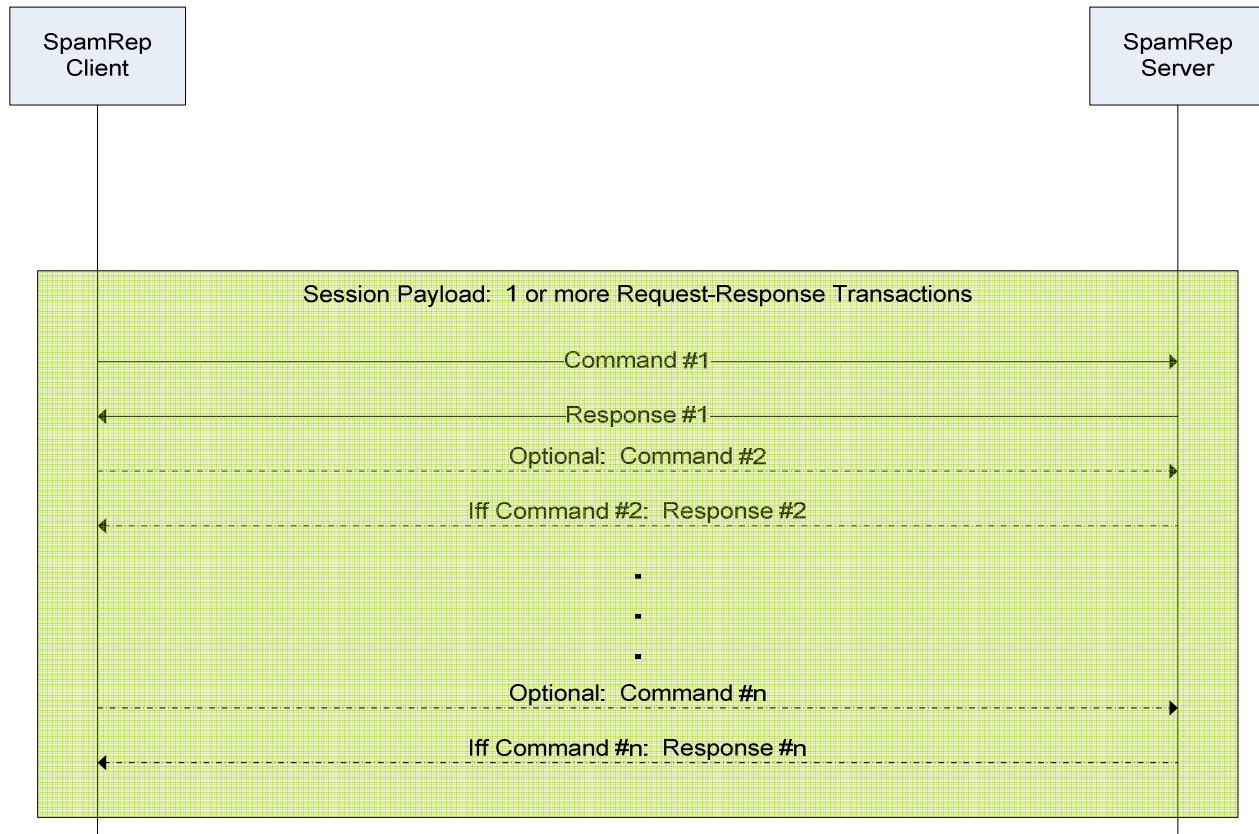 SpamRep
Client
SpamRep
Server
Session Payload: 1 or more Request-Response Transactions
Command #1
Response #1
Optional: Command #2
Iff Command #2: Response #2
.
.
.
Optional: Command #n
Iff Command #n: Response #n